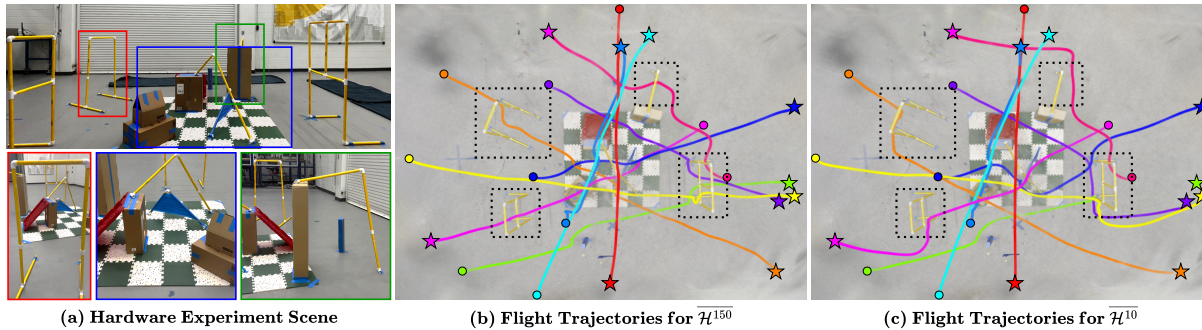 (a) Hardware Experiment Scene
(b) Flight Trajectories for $\overline{\mathcal{H}^{150}}$
(c) Flight Trajectories for $\overline{\mathcal{H}^{10}}$